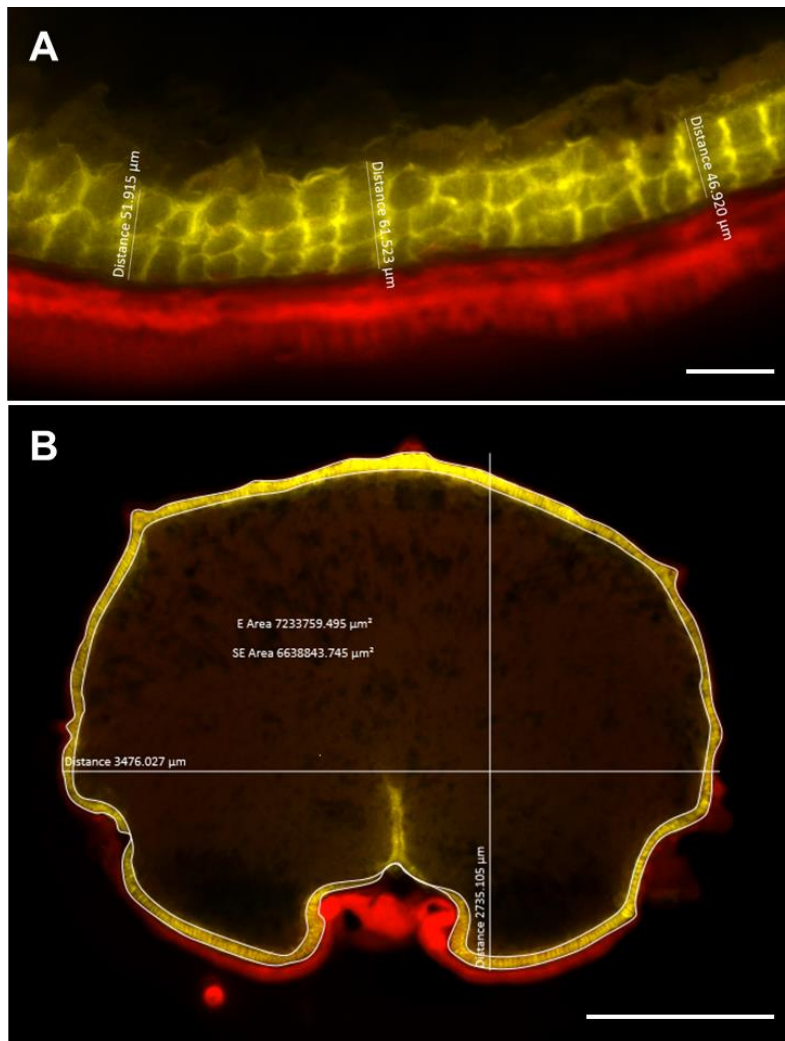 A
Distance 51.915 µm
Distance 61.523 µm
Distance 46.920 µm
B
E Area 7233759.495 µm²
SE Area 6638843.745 µm²
Distance 3476.027 µm
Distance 2735.105 µm